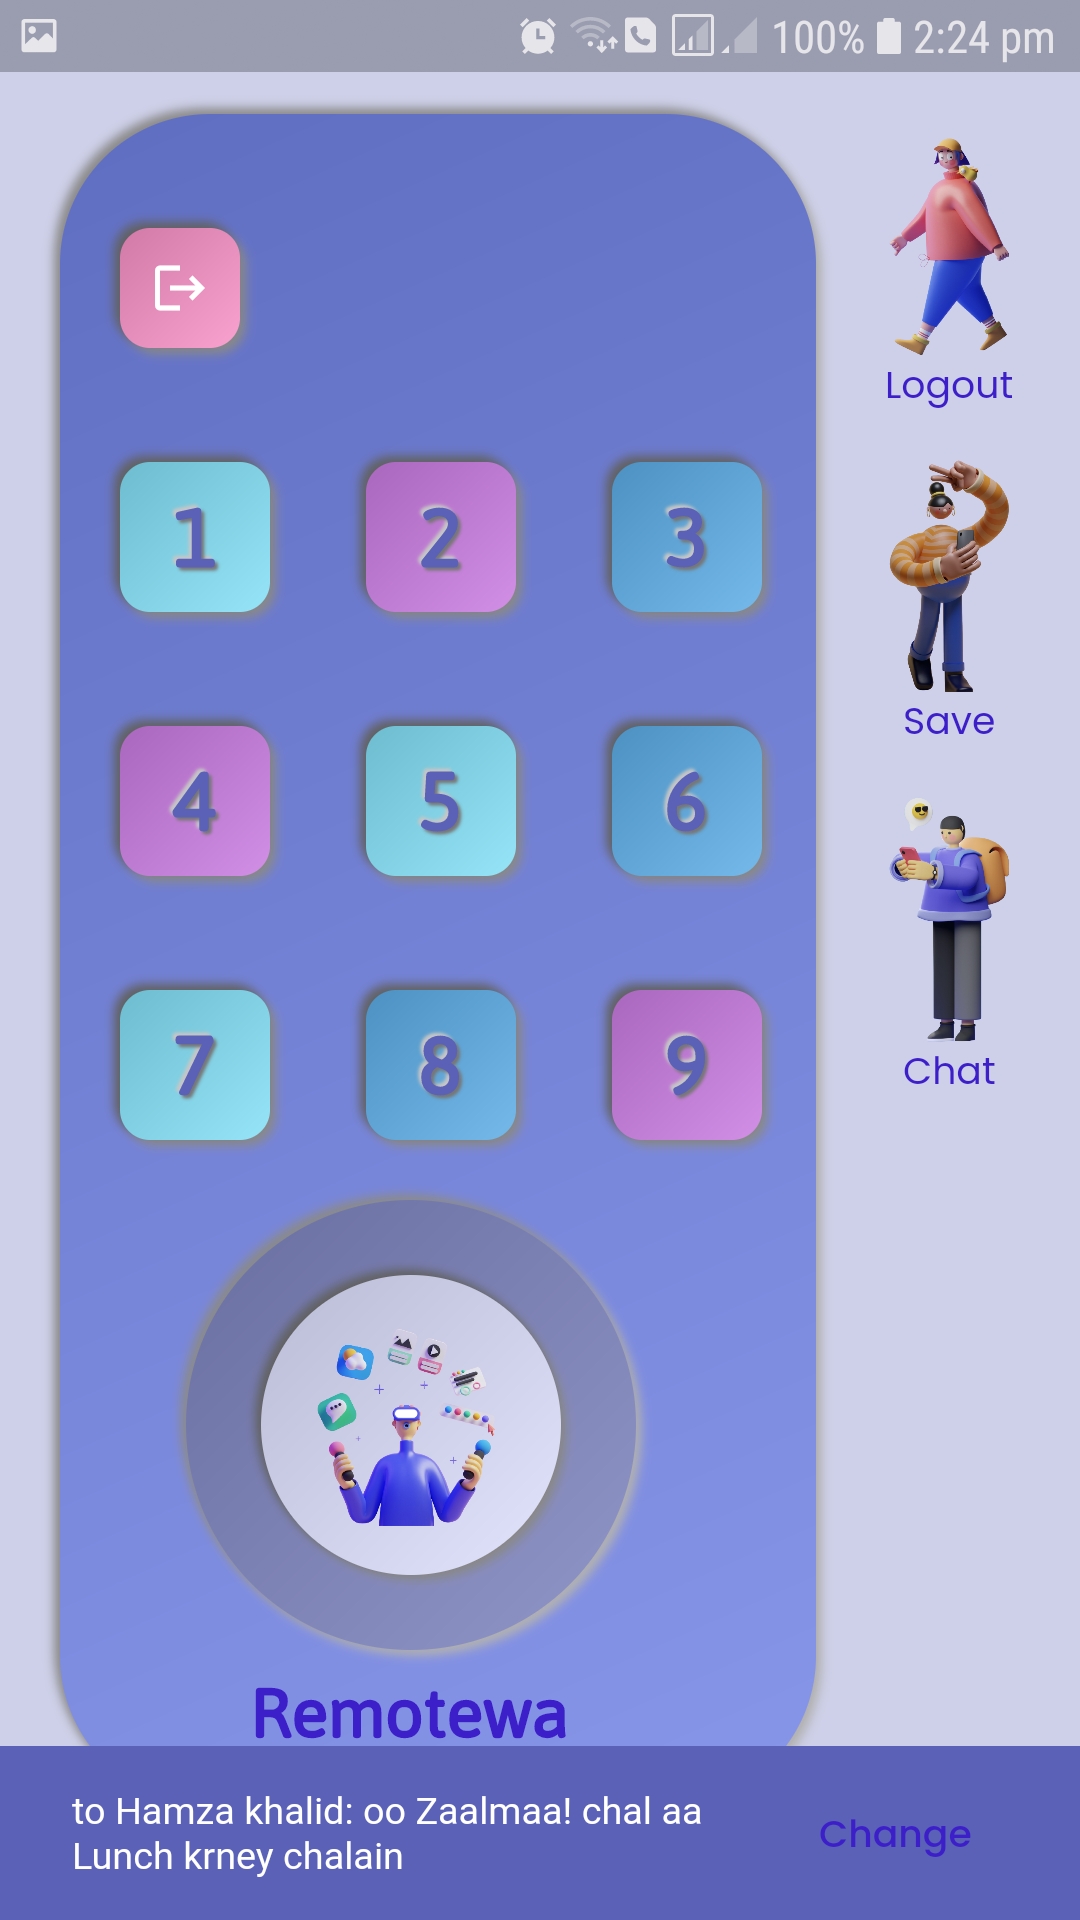 100% 2:24 pm
Logout
1 2 3
Save
4 5 6
Chat
7 8 9
Remotewa
to Hamza khalid: oo Zaalmaa! chal aa
Lunch krney chalain
Change